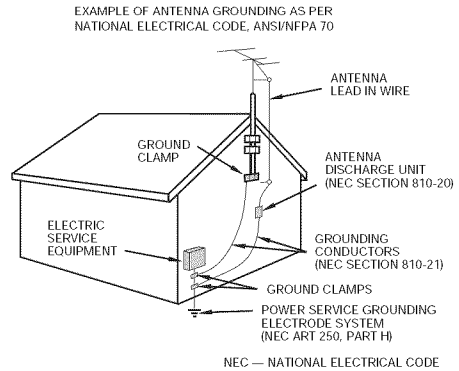 EXAMPLE OF ANTENNA GROUNDING AS PER
NATIONAL ELECTRICAL CODE, ANSI/NFPA 70
ANTENNA
LEAD IN WIRE
GROUND
CLAMP
ANTENNA
DISCHARGE UNIT
(NEC SECTION 810-20)
ELECTRIC
SERVICE
EQUIPMENT
GROUNDING
CONDUCTORS
(NEC SECTION 810-21)
GROUND CLAMPS
POWER SERVICE GROUNDING
ELECTRODE SYSTEM
(NEC ART 250, PART H)
NEC — NATIONAL ELECTRICAL CODE